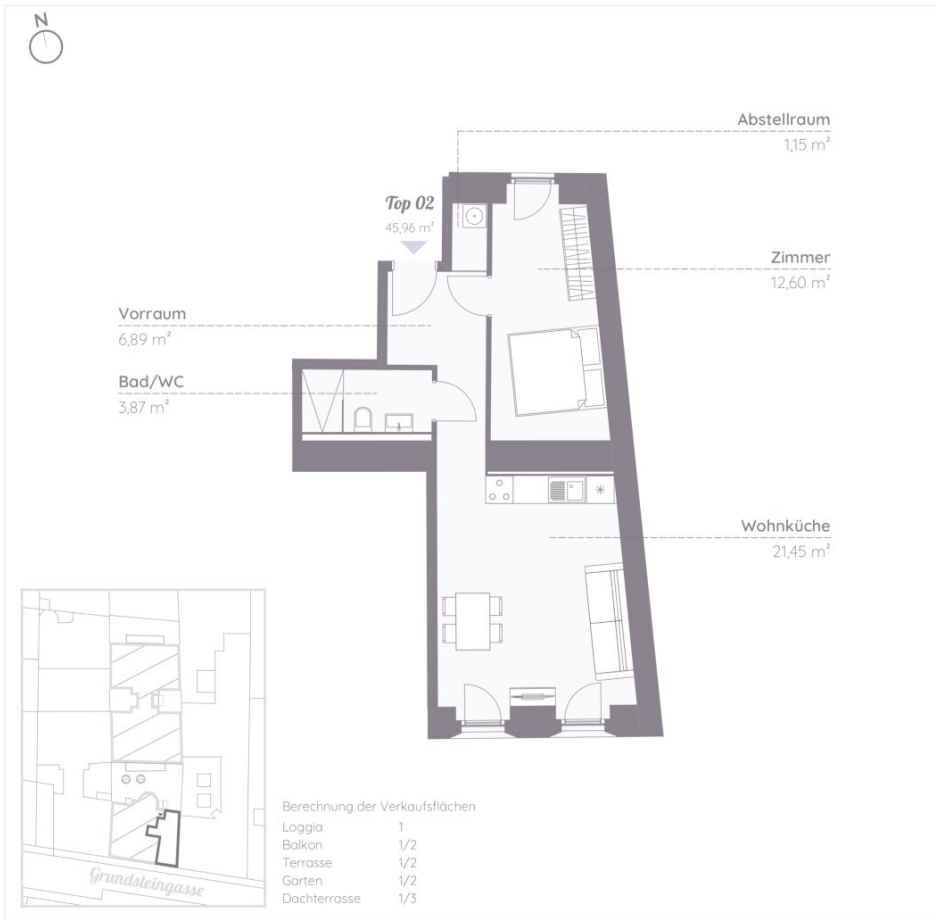 N
Abstellraum
1,15 m²
Top 02
45,96 m²
Zimmer
12,60 m²
Vorraum
6,89 m²
Bad/WC
3,87 m²
Wohnküche
21,45 m²
Grundsteingasse
Berechnung der Verkaufsflächen
Loggia 1
Balkon 1/2
Terrasse 1/2
Garten 1/2
Dachterrasse 1/3